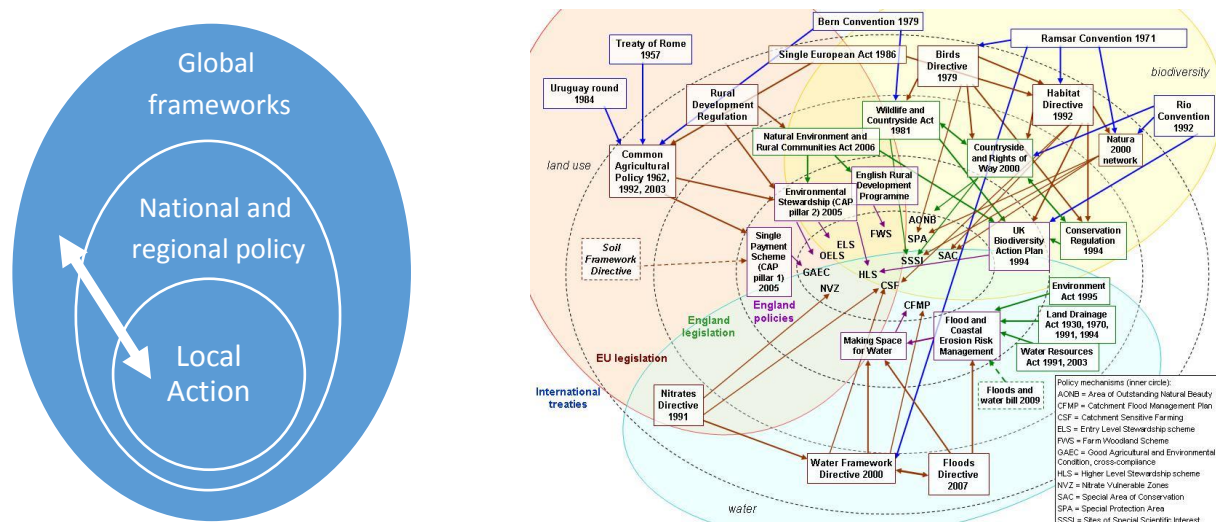 Global
frameworks
National and
regional policy
Local
Action
Bern Convention 1979
Ramsar Convention 1971
Treaty of Rome
1957
Single European Act 1986
Birds
Directive
1979
biodiversity
Uruguay round
1984
Rural
Development
Regulation
Wildlife and
Countryside Act
1981
Habitat
Directive
1992
Rio
Convention
1992
Natural Environment and
Rural Communities Act 2006
Countryside
and Rights of
Way 2000
Natura
2000
network
land use
Common
Agricultural
Policy 1962,
1992, 2003
English Rural
Development
Programme
Environmental
Stewardship (CAP
pillar 2) 2005
AONB
FWS
SPA
UK
Biodiversity
Action Plan
1994
Conservation
Regulation
1994
Soil
Framework
Directive
Single
Payment
Scheme (CAP
pillar 1)
2005
ELS
OELS
SAC
SSSI
GAEC
HLS
NVZ
CSF
England
policies
CFMP
Environment
Act 1995
England
legislation
Flood and
Coastal
Erosion Risk
Management
Land Drainage
Act 1930, 1970,
1991, 1994
Making Space
for Water
Water Resources
Act 1991, 2003
EU legislation
International
treaties
Nitrates
Directive
1991
Floods and
water bill 2009
Water Framework
Directive 2000
Floods
Directive
2007
water
Policy mechanisms (inner circle):
AONB = Area of Outstanding Natural Beauty
CFMP = Catchment Flood Management Plan
CSF = Catchment Sensitive Farming
ELS = Entry Level Stewardship scheme
FWS = Farm Woodland Scheme
GAEC = Good Agricultural and Environmental
Condition, cross-compliance
HLS = Higher Level Stewardship scheme
NVZ = Nitrate Vulnerable Zones
SAC = Special Area of Conservation
SPA = Special Protection Area
SSSI = Sites of Special Scientific Interest